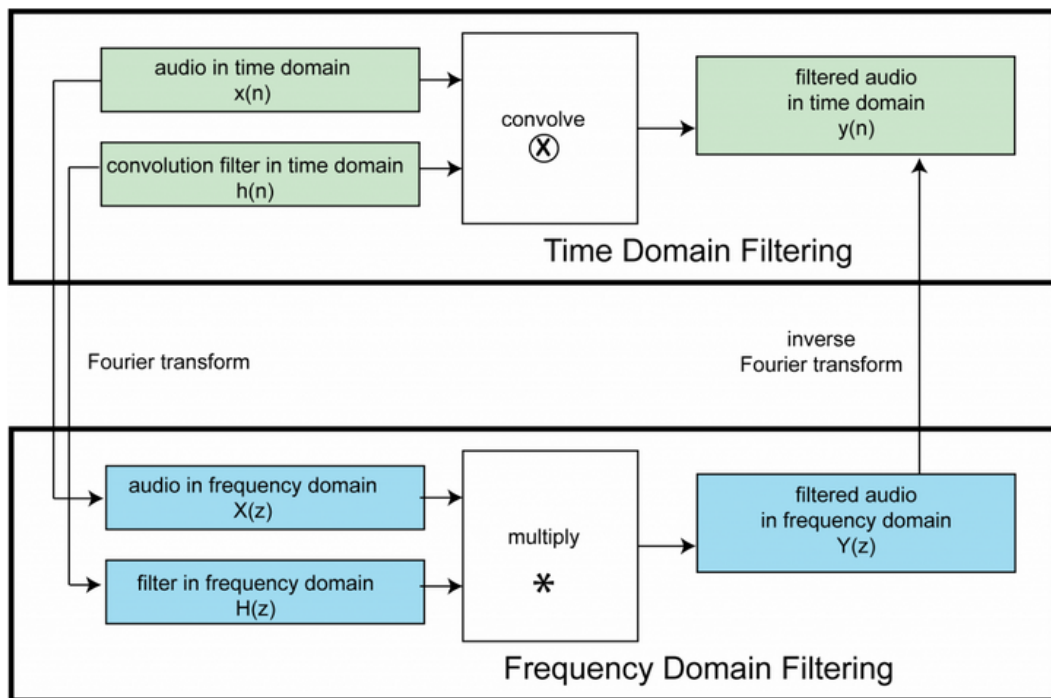 audio in time domain
x(n)
convolution filter in time domain
h(n)
convolve
X
filtered audio
in time domain
y(n)
Time Domain Filtering
Fourier transform
inverse
Fourier transform
audio in frequency domain
X(z)
filter in frequency domain
H(z)
multiply
*
filtered audio
in frequency domain
Y(z)
Frequency Domain Filtering